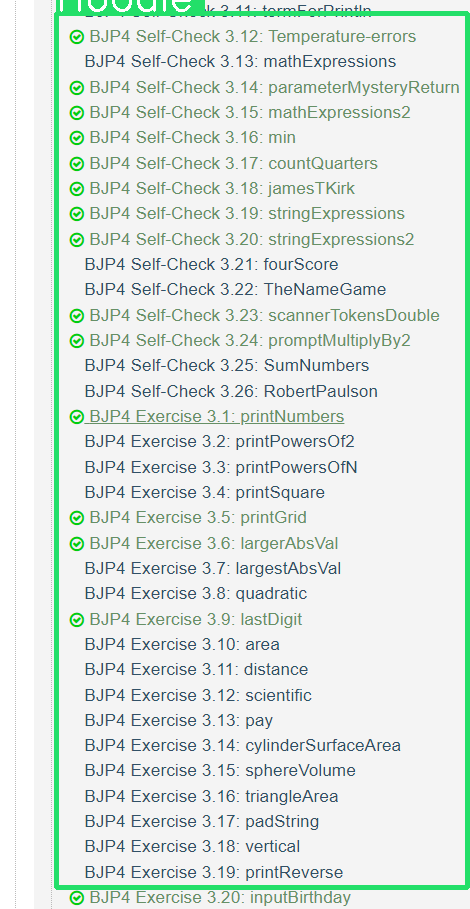 Hoodie
BJP4 Self-Check 3.11: termForPrintln
BJP4 Self-Check 3.12: Temperature-errors
BJP4 Self-Check 3.13: mathExpressions
BJP4 Self-Check 3.14: parameterMysteryReturn
BJP4 Self-Check 3.15: mathExpressions2
BJP4 Self-Check 3.16: min
BJP4 Self-Check 3.17: countQuarters
BJP4 Self-Check 3.18: jamesTKirk
BJP4 Self-Check 3.19: stringExpressions
BJP4 Self-Check 3.20: stringExpressions2
BJP4 Self-Check 3.21: fourScore
BJP4 Self-Check 3.22: TheNameGame
BJP4 Self-Check 3.23: scannerTokensDouble
BJP4 Self-Check 3.24: promptMultiplyBy2
BJP4 Self-Check 3.25: SumNumbers
BJP4 Self-Check 3.26: RobertPaulson
BJP4 Exercise 3.1: printNumbers
BJP4 Exercise 3.2: printPowersOf2
BJP4 Exercise 3.3: printPowersOfN
BJP4 Exercise 3.4: printSquare
BJP4 Exercise 3.5: printGrid
BJP4 Exercise 3.6: largerAbsVal
BJP4 Exercise 3.7: largestAbsVal
BJP4 Exercise 3.8: quadratic
BJP4 Exercise 3.9: lastDigit
BJP4 Exercise 3.10: area
BJP4 Exercise 3.11: distance
BJP4 Exercise 3.12: scientific
BJP4 Exercise 3.13: pay
BJP4 Exercise 3.14: cylinderSurfaceArea
BJP4 Exercise 3.15: sphereVolume
BJP4 Exercise 3.16: triangleArea
BJP4 Exercise 3.17: padString
BJP4 Exercise 3.18: vertical
BJP4 Exercise 3.19: printReverse
BJP4 Exercise 3.20: inputBirthday